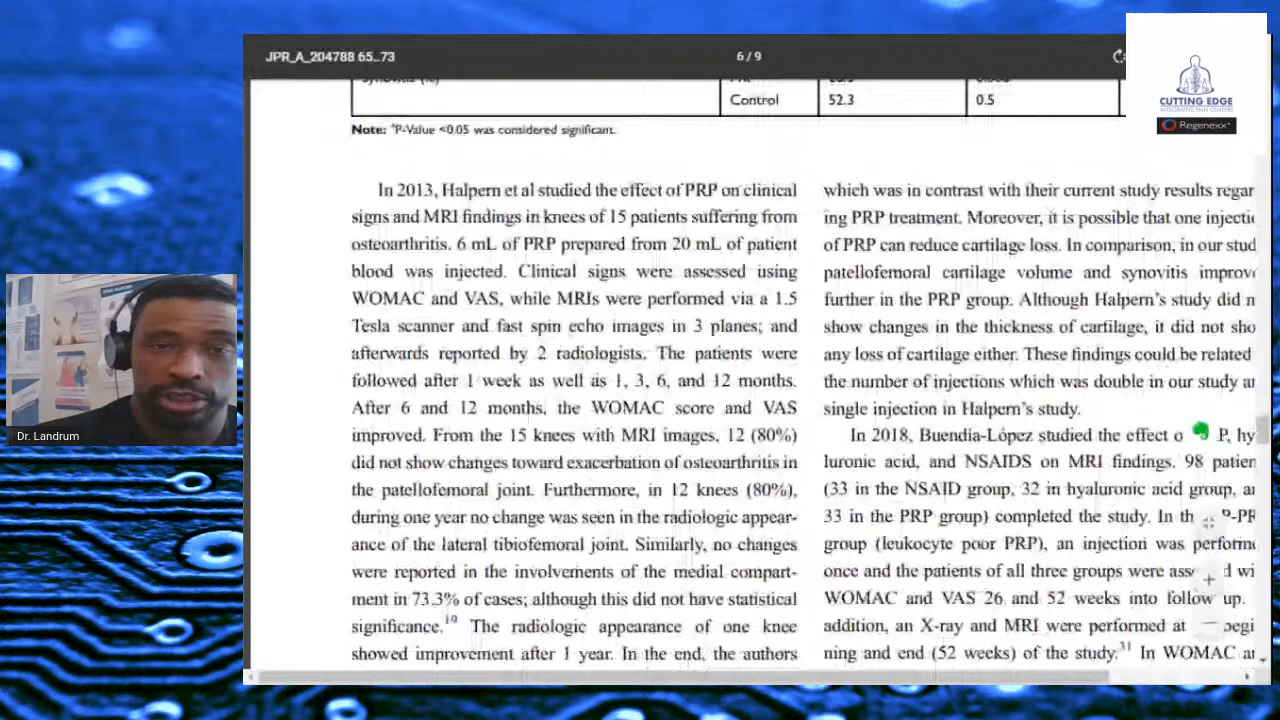 JPR_A_204788 65..73
6 / 9
CUTTING EDGE
INTEGRATIVE PAIN CENTERS
Regenexx
Control 52.3 0.5
Note: *P-Value <0.05 was considered significant.
In 2013, Halpern et al studied the effect of PRP on clinical
signs and MRI findings in knees of 15 patients suffering from
osteoarthritis. 6 mL of PRP prepared from 20 mL of patient
blood was injected. Clinical signs were assessed using
WOMAC and VAS, while MRIs were performed via a 1.5
Tesla scanner and fast spin echo images in 3 planes; and
afterwards reported by 2 radiologists. The patients were
followed after 1 week as well as 1, 3, 6, and 12 months.
After 6 and 12 months, the WOMAC score and VAS
improved. From the 15 knees with MRI images, 12 (80%)
did not show changes toward exacerbation of osteoarthritis in
the patellofemoral joint. Furthermore, in 12 knees (80%),
during one year no change was seen in the radiologic appear-
ance of the lateral tibiofemoral joint. Similarly, no changes
were reported in the involvements of the medial compart-
ment in 73.3% of cases; although this did not have statistical
significance.19 The radiologic appearance of one knee
showed improvement after 1 year. In the end, the authors
which was in contrast with their current study results regar
ing PRP treatment. Moreover, it is possible that one injecti
of PRP can reduce cartilage loss. In comparison, in our stud
patellofemoral cartilage volume and synovitis improv
further in the PRP group. Although Halpern's study did n
show changes in the thickness of cartilage, it did not sho
any loss of cartilage either. These findings could be related
the number of injections which was double in our study a
single injection in Halpern's study.
In 2018, Buendía-López studied the effect o P, hy
luronic acid, and NSAIDS on MRI findings. 98 patien
(33 in the NSAID group, 32 in hyaluronic acid group, a
33 in the PRP group) completed the study. In th P-PR
group (leukocyte poor PRP), an injection was perform
once and the patients of all three groups were ass d wi
WOMAC and VAS 26 and 52 weeks into follow up.
addition, an X-ray and MRI were performed at begi
ning and end (52 weeks) of the study.31 In WOMAC a
Dr. Landrum